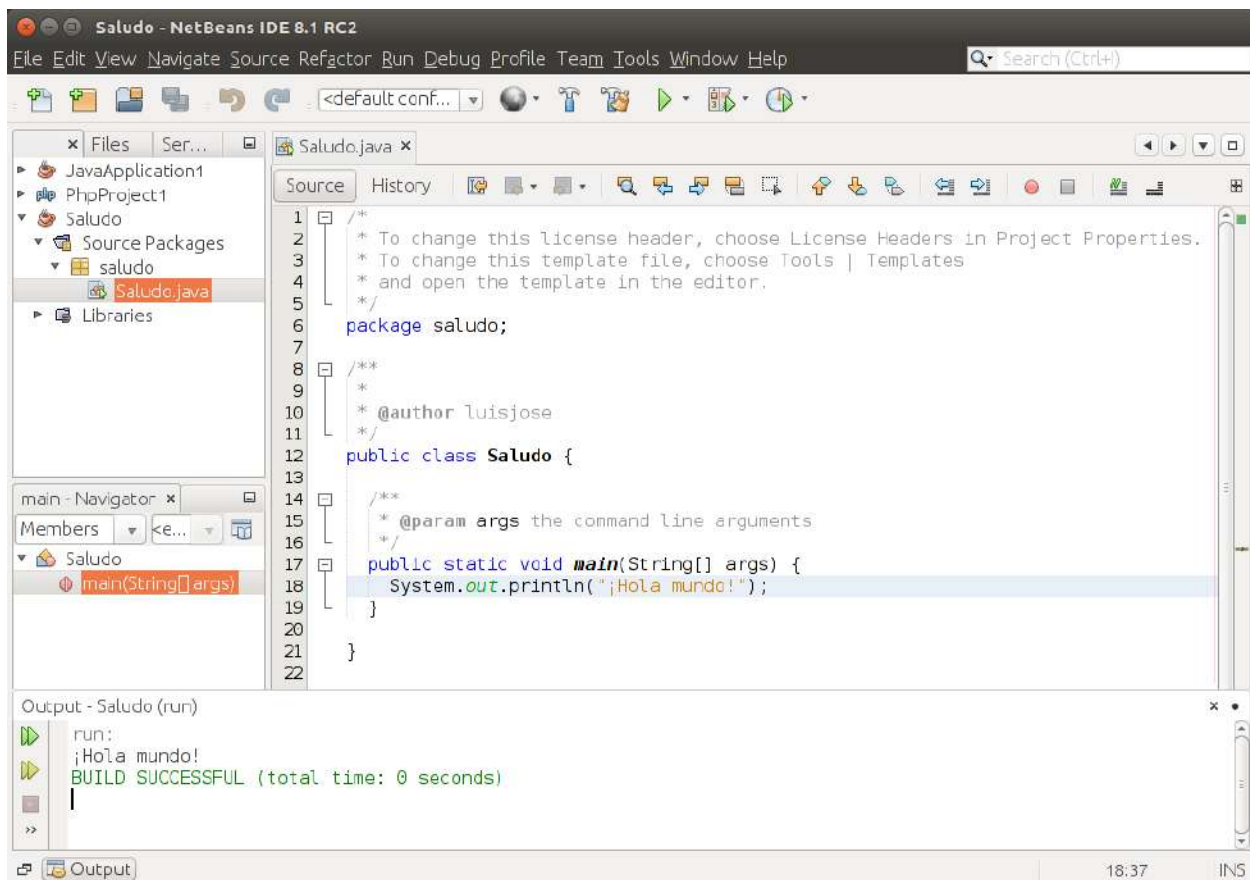 Saludo - NetBeans IDE 8.1 RC2
File Edit View Navigate Source Refactor Run Debug Profile Team Tools Window Help
Search (Ctrl+I)
<default conf...
Files
Ser...
Saludo.java
JavaApplication1
PhpProject1
Saludo
Source Packages
saludo
Saludo.java
Libraries
Source
History
1 /*
2 * To change this license header, choose License Headers in Project Properties.
3 * To change this template file, choose Tools | Templates
4 * and open the template in the editor.
5 */
6 package saludo;
7
8 /**
9 *
10 * @author luisjose
11 */
12 public class Saludo {
13
14 /**
15 * @param args the command line arguments
16 */
17 public static void main(String[] args) {
18 System.out.println("¡Hola mundo!");
19 }
20
21 }
22
main - Navigator
Members
<e...
Saludo
main(String[] args)
Output - Saludo (run)
run:
¡Hola mundo!
BUILD SUCCESSFUL (total time: 0 seconds)
Output
18:37
INS